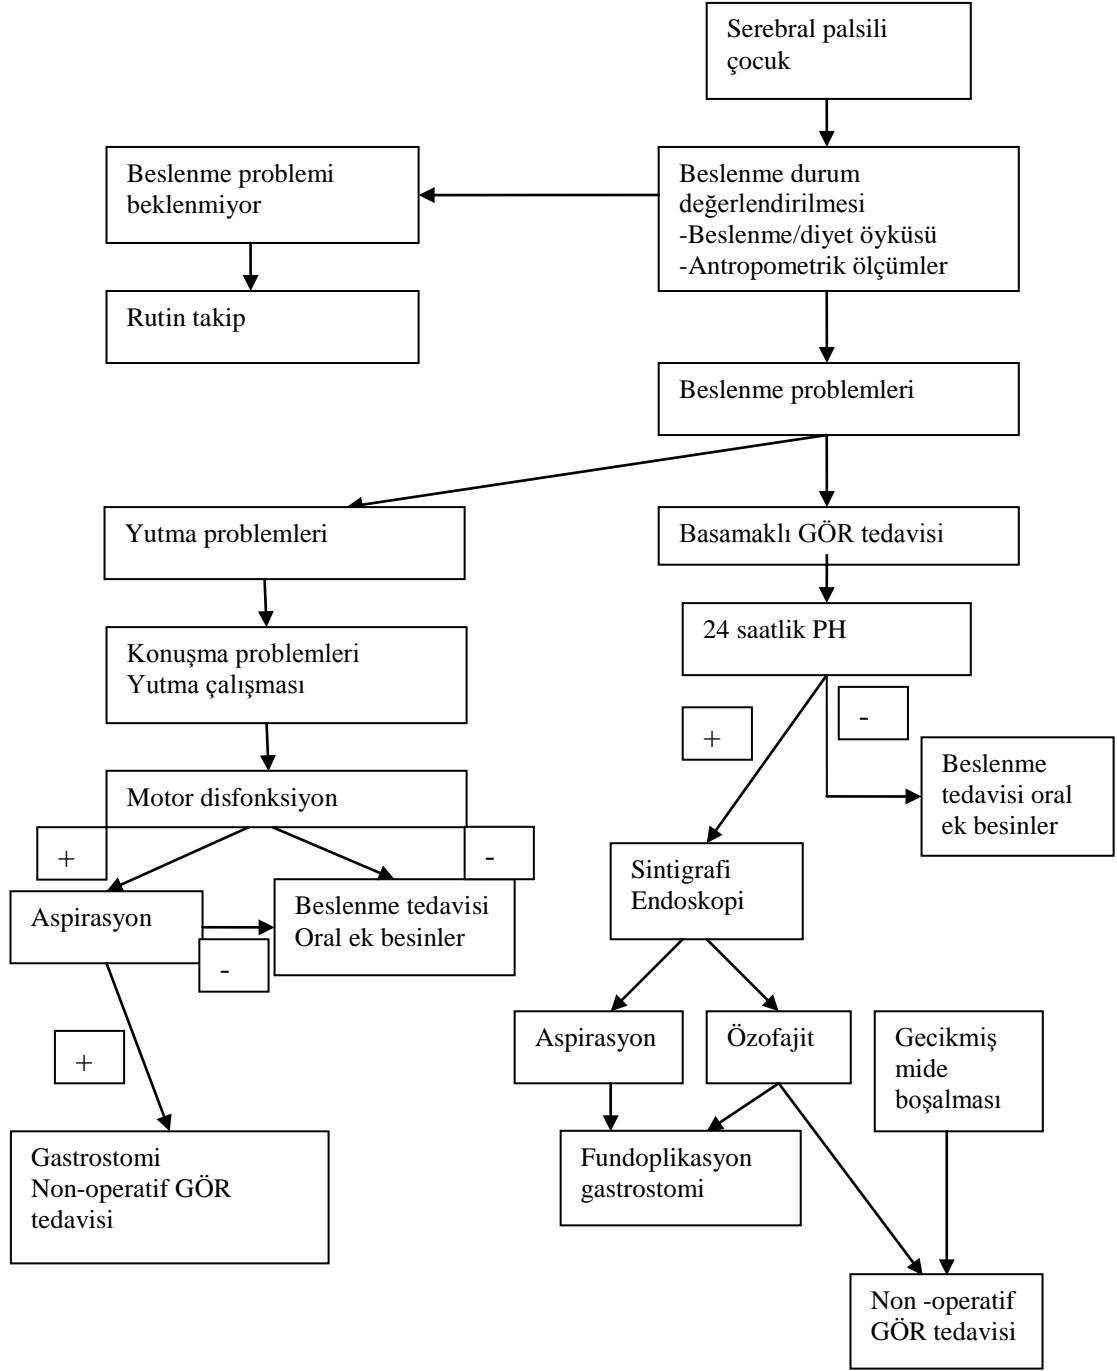 Serebral palsili
çocuk
Beslenme problemi
beklenmiyor
Beslenme durum
değerlendirilmesi
-Beslenme/diyet öyküsü
-Antropometrik ölçümler
Rutin takip
Beslenme problemleri
Yutma problemleri
Basamaklı GÖR tedavisi
24 saatlik PH
Konuşma problemleri
Yutma çalışması
+
-
Motor disfonksiyon
Beslenme
tedavisi oral
ek besinler
+
-
Sintigrafi
Endoskopi
Aspirasyon
Beslenme tedavisi
Oral ek besinler
-
+
Aspirasyon
Özofajit
Gecikmiş
mide
boşalması
Gastrostomi
Non-operatif GÖR
tedavisi
Fundoplikasyon
gastrostomi
Non -operatif
GÖR tedavisi